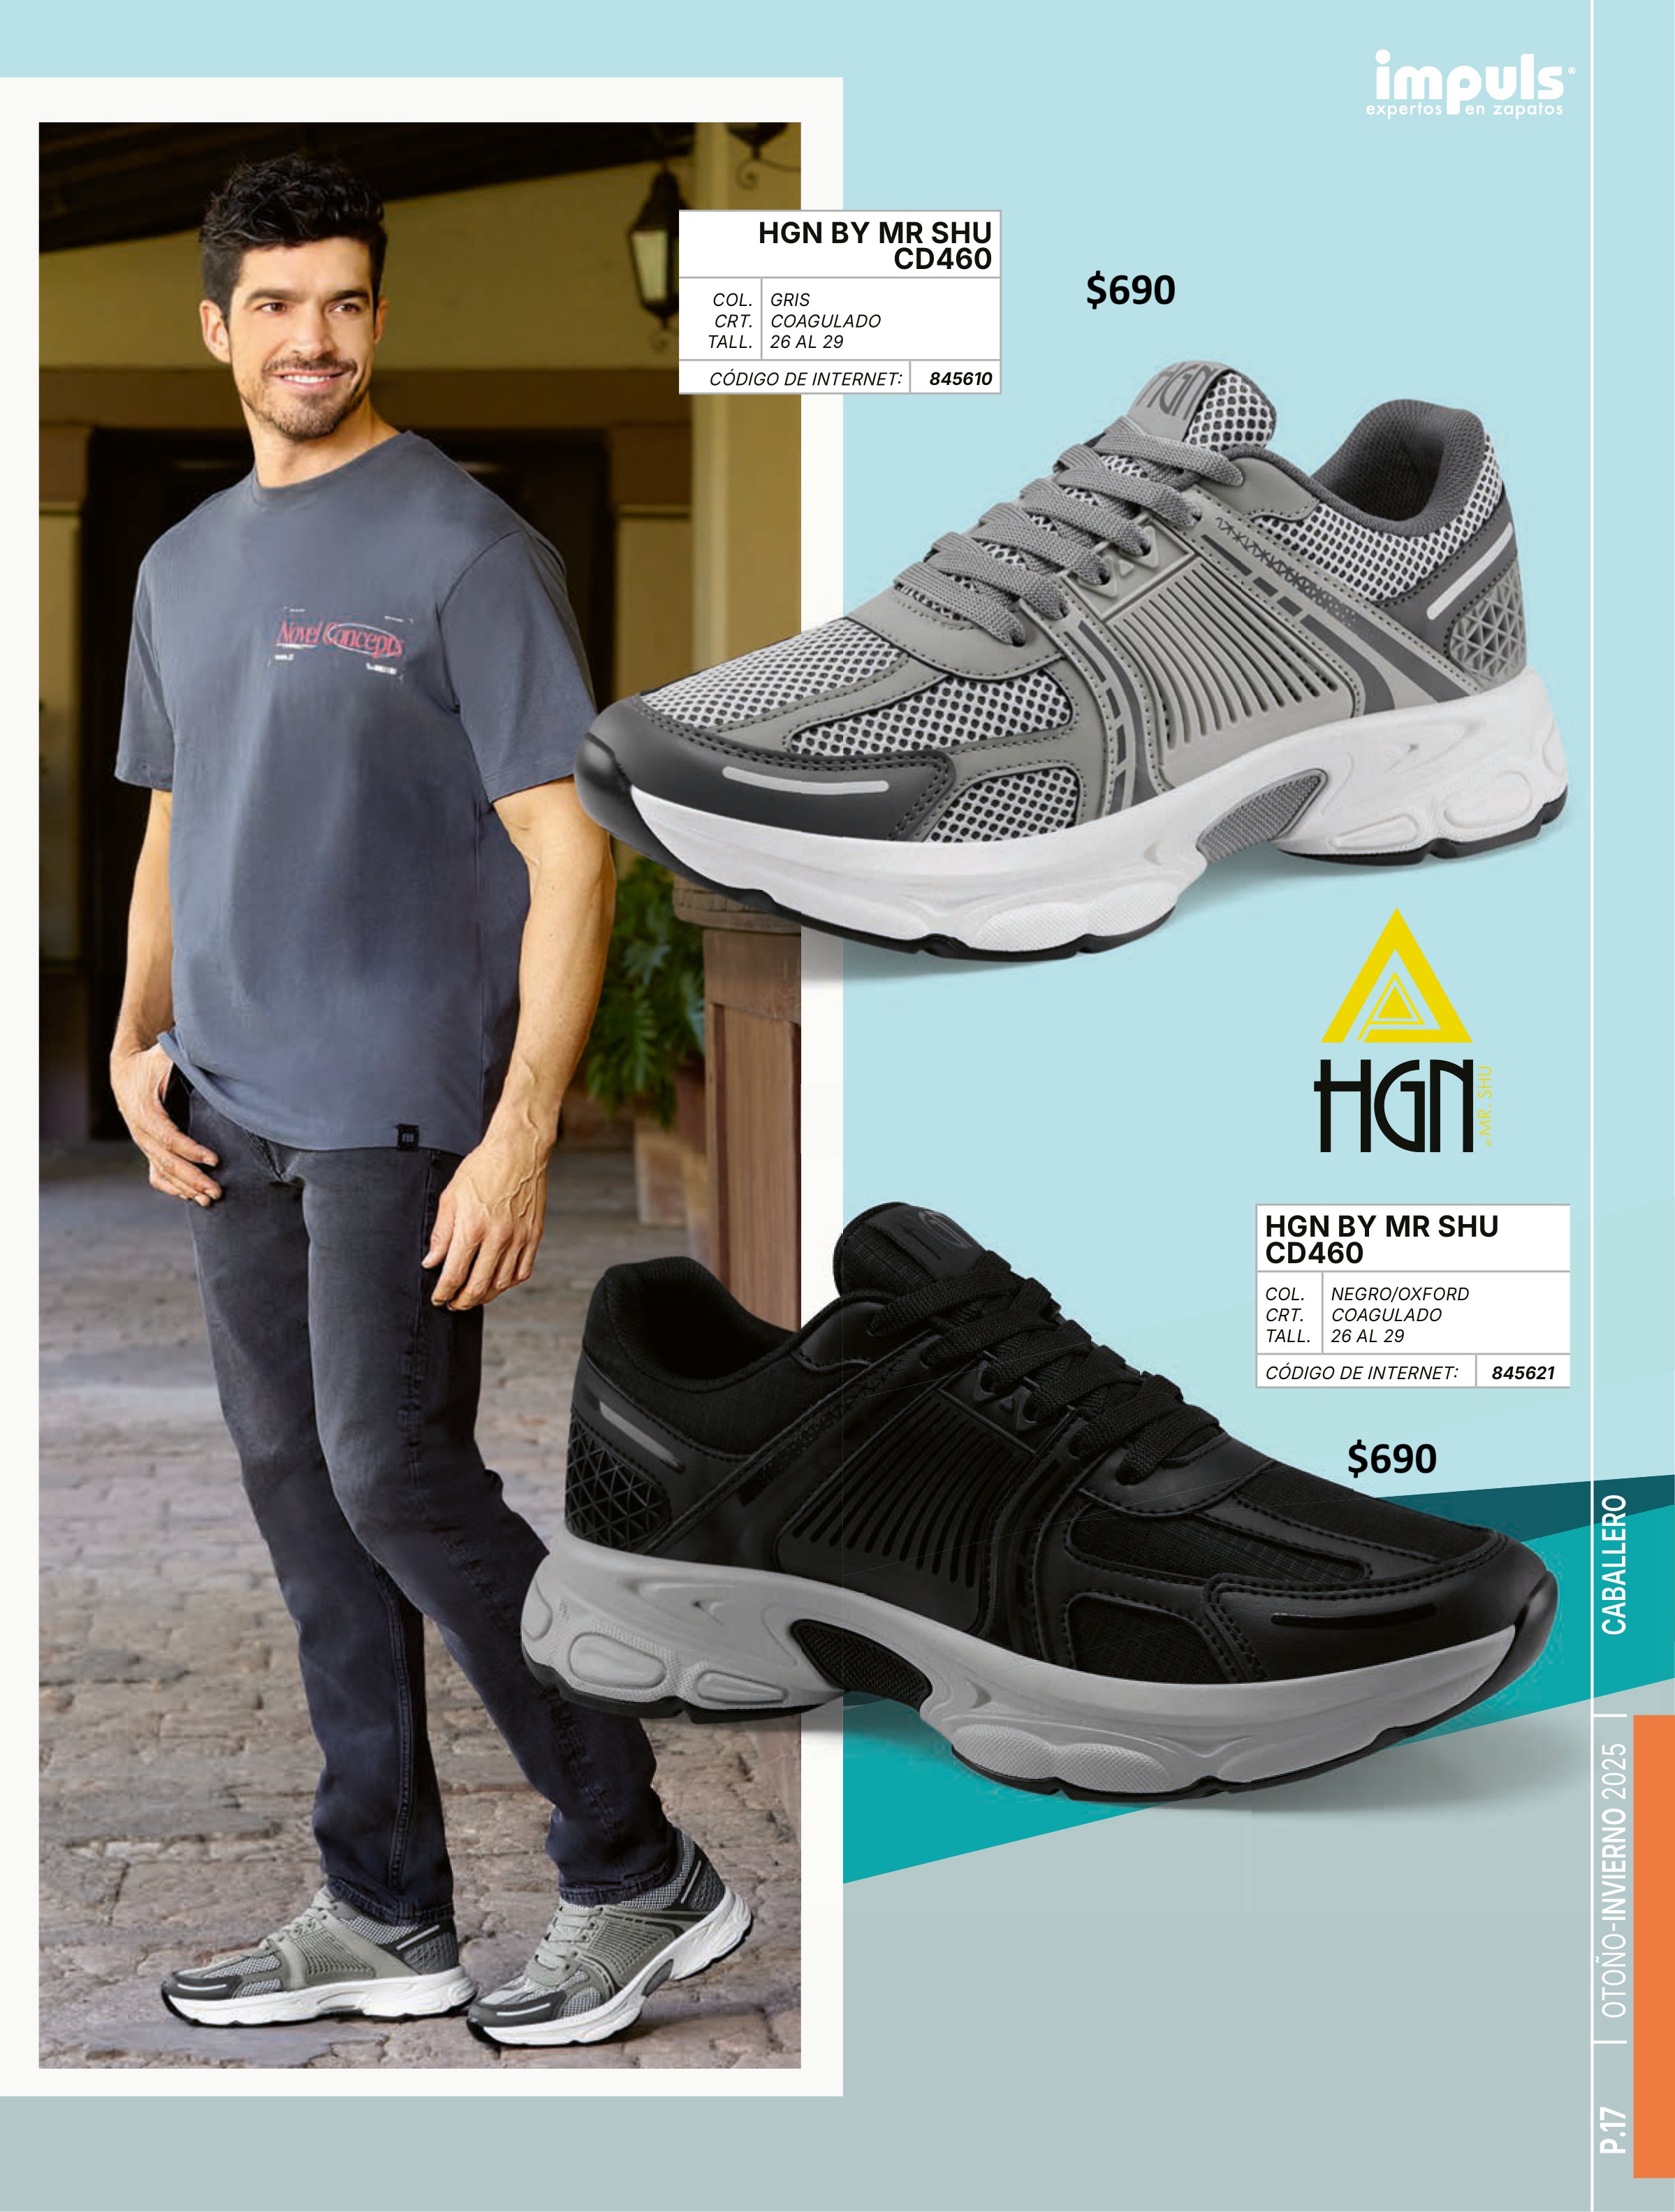 impuls®
expertos en zapatos
HGN BY MR SHU
CD460
COL. GRIS
CRT. COAGULADO
TALL. 26 AL 29
CÓDIGO DE INTERNET: 845610
$690
HGN
Novel Concepts
HGN
MR. SHU
HGN BY MR SHU
CD460
COL. NEGRO/OXFORD
CRT. COAGULADO
TALL. 26 AL 29
CÓDIGO DE INTERNET: 845621
$690
HGN
CABALLERO
OTOÑO-INVIERNO 2025
P.17